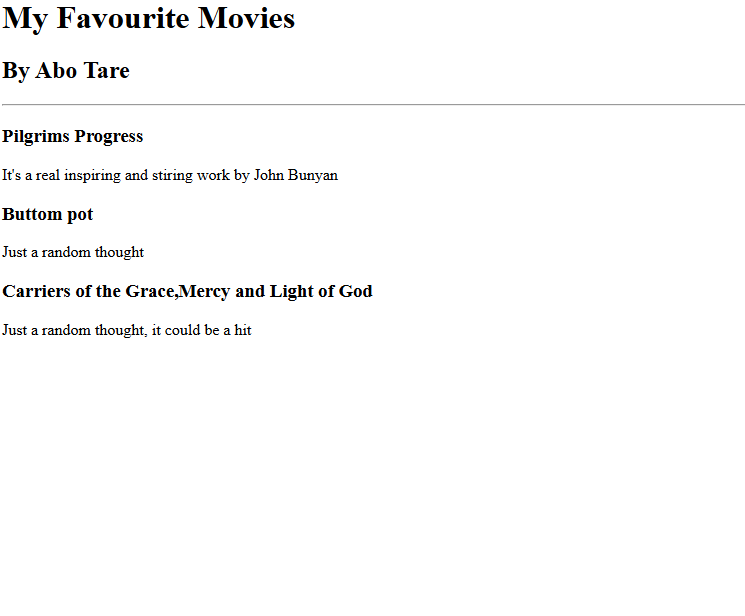 My Favourite Movies
By Abo Tare
Pilgrims Progress
It's a real inspiring and stiring work by John Bunyan
Buttom pot
Just a random thought
Carriers of the Grace,Mercy and Light of God
Just a random thought, it could be a hit